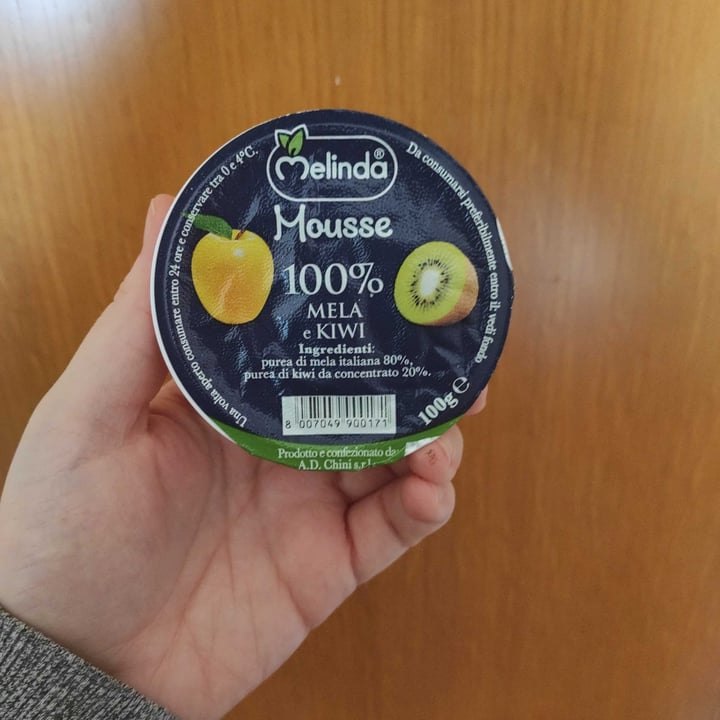 Melinda®
Mousse
100%
MELA
e KIWI
Ingredienti:
purea di mela italiana 80%,
purea di kiwi da concentrato 20%.
8 007049 900171
100g ℮
Prodotto e confezionato da
A.D. Chini s.r.l.
Una volta aperto consumare entro 24 ore e conservare tra 0 e 4°C.
Da consumarsi preferibilmente entro il: vedi fondo